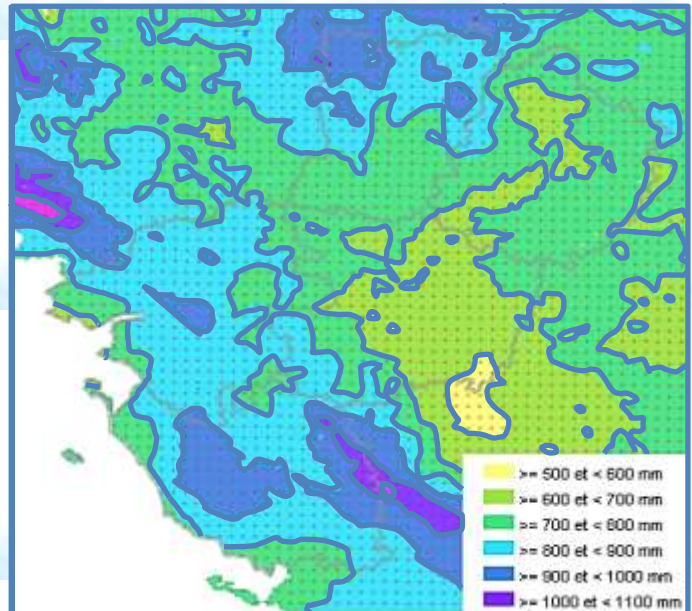 >= 500 et < 600 mm
>= 600 et < 700 mm
>= 700 et < 800 mm
>= 800 et < 900 mm
>= 900 et < 1000 mm
>= 1000 et < 1100 mm